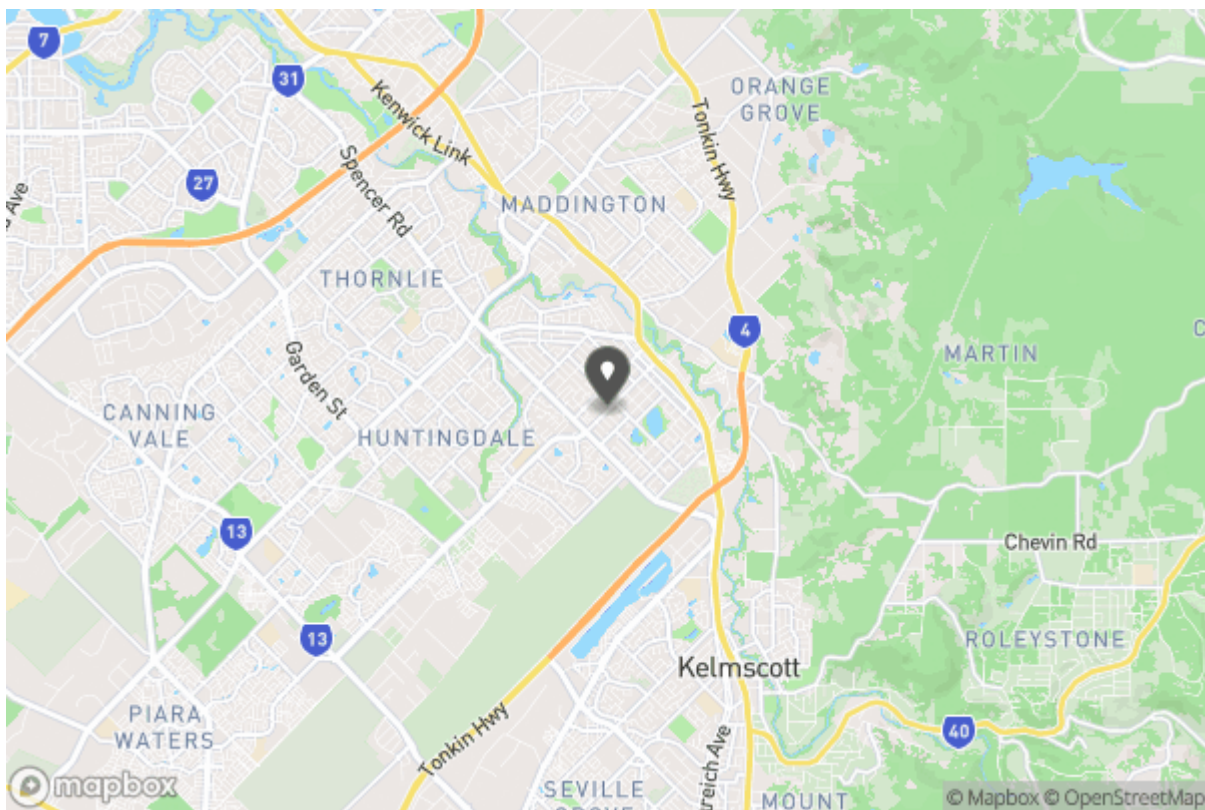 7
31
ORANGE
GROVE
Kenwick Link
Tonkin Hwy
27
Ave
Spencer Rd
MADDINGTON
THORNLIE
4
MARTIN
Garden St
CANNING
VALE
HUNTINGDALE
13
Chevin Rd
13
ROLEYSTONE
Kelmscott
PIARA
WATERS
Tonkin Hwy
40
mapbox
SEVILLE
MOUNT
© Mapbox © OpenStreetMap